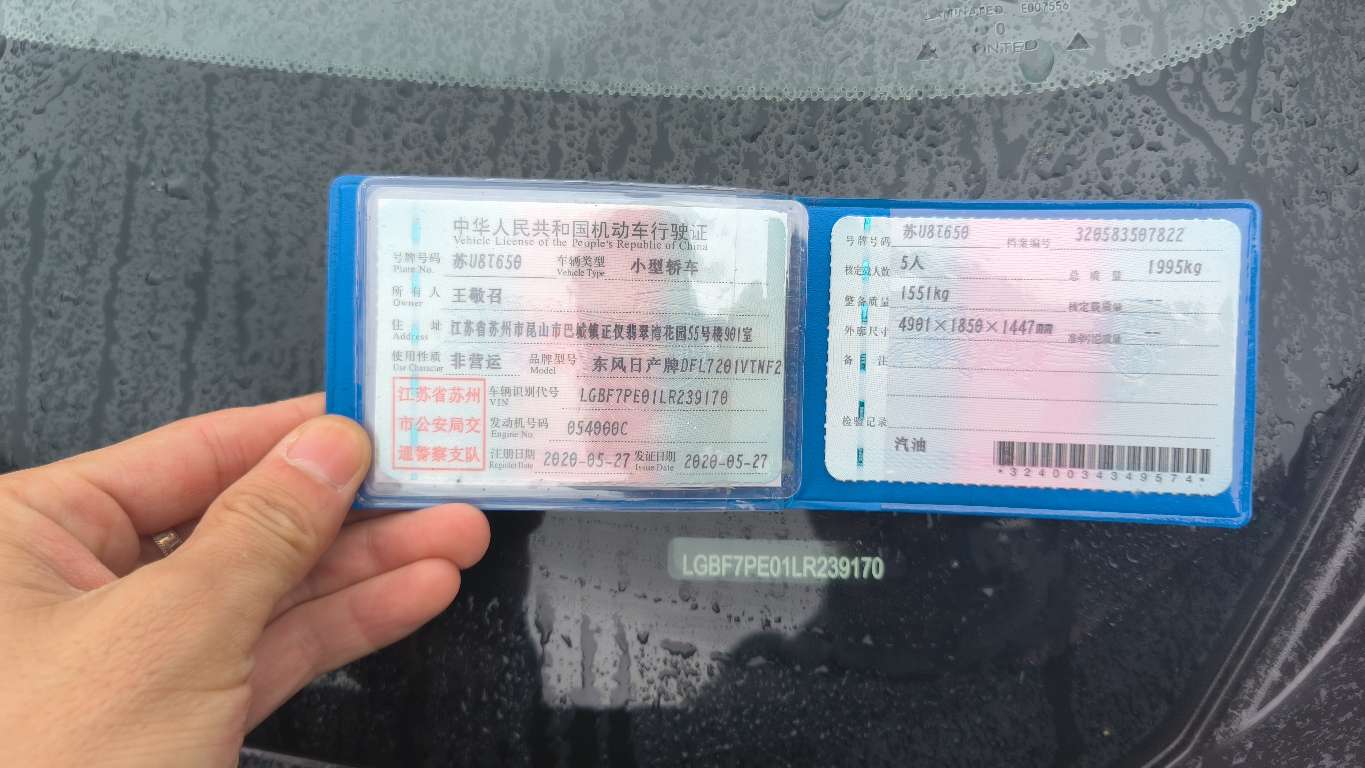 LAMINATED E007556
TINTED
中华人民共和国机动车行驶证
Vehicle License of the People's Republic of China
号牌号码 苏U8T650 车辆类型 小型轿车
Plate No. Vehicle Type
所有人 王敬召
Owner
住址 江苏省苏州市昆山市巴城镇正仪翡翠湾花园55号楼901室
Address
使用性质 非营运 品牌型号 东风日产牌DFL7201VTNF2
Use Character Model
江苏省苏州
市公安局交
通警察支队
车辆识别代号 LGBF7PE01LR239170
VIN
发动机号码 054000C
Engine No.
注册日期 2020-05-27 发证日期 2020-05-27
Register Date Issue Date
号牌号码 苏U8T650 档案编号 320583507822
核定载人数 5人 总质量 1995kg
整备质量 1551kg 核定载质量 --
外廓尺寸 4901×1850×1447mm 准牵引总质量 --
备注
检验记录
汽油
*3240034349574*
LGBF7PE01LR239170